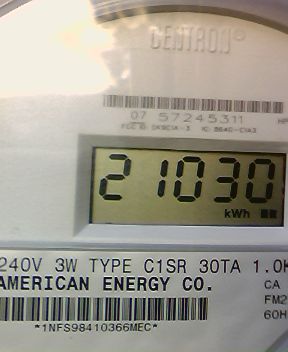 CENTRON®
07 57245311
21030
kWh
240V 3W TYPE C1SR 30TA 1.0K
AMERICAN ENERGY CO.
CA
FM2
60H
*1NFS98410366MEC*